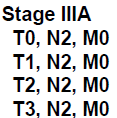 Stage IIIA
T0, N2, M0
T1, N2, M0
T2, N2, M0
T3, N2, M0